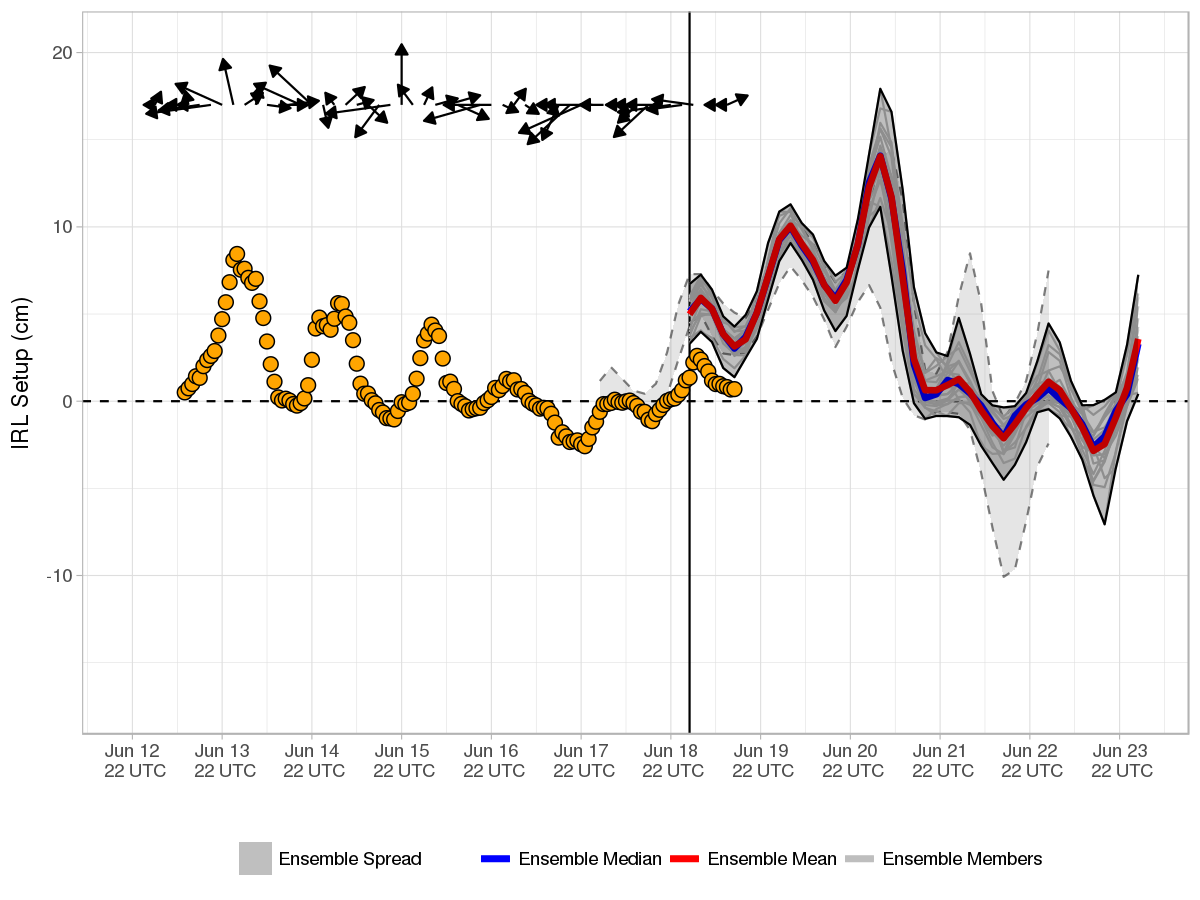 20
10
0
-10
IRL Setup (cm)
Jun 12 Jun 13 Jun 14 Jun 15 Jun 16 Jun 17 Jun 18 Jun 19 Jun 20 Jun 21 Jun 22 Jun 23
22 UTC 22 UTC 22 UTC 22 UTC 22 UTC 22 UTC 22 UTC 22 UTC 22 UTC 22 UTC 22 UTC 22 UTC
Ensemble Spread Ensemble Median Ensemble Mean Ensemble Members